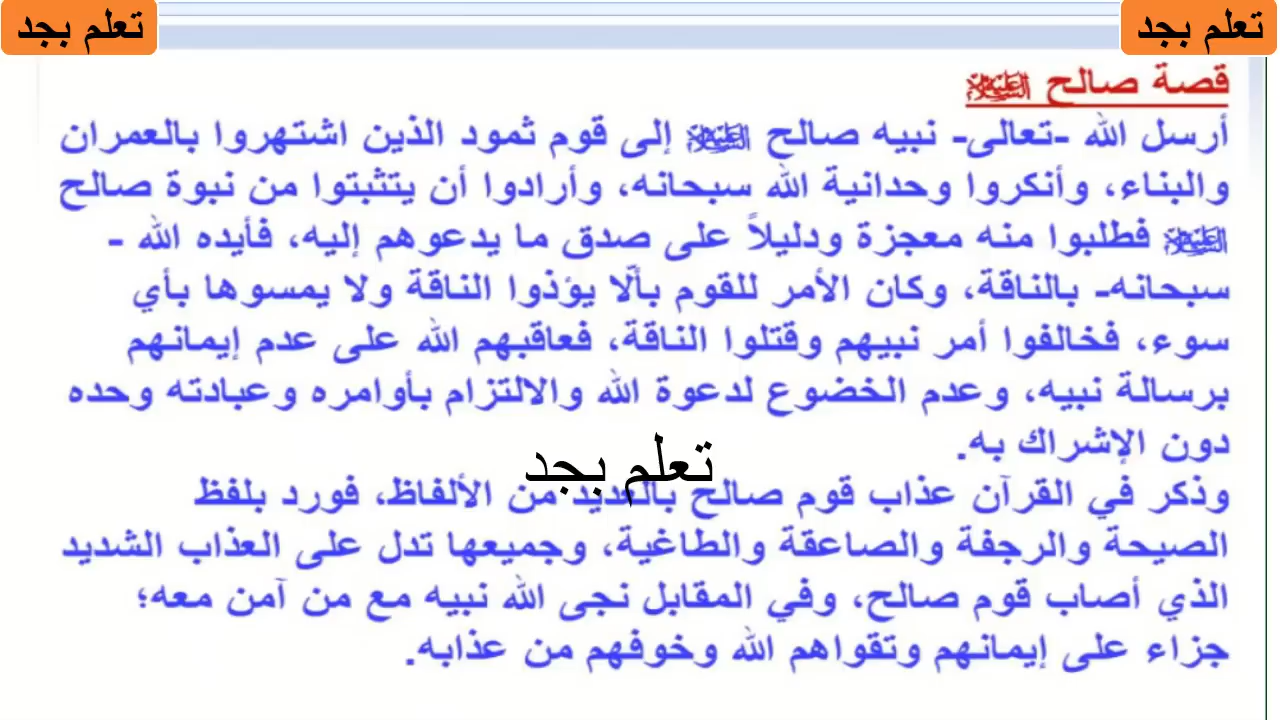 تعلم بجد
تعلم بجد
قصة صالح عليه السلام
أرسل الله -تعالى- نبيه صالح عليه السلام إلى قوم ثمود الذين اشتهروا بالعمران
والبناء، وأنكروا وحدانية الله سبحانه، وأرادوا أن يتثبتوا من نبوة صالح
عليه السلام فطلبوا منه معجزة ودليلاً على صدق ما يدعوهم إليه، فأيده الله -
سبحانه- بالناقة، وكان الأمر للقوم بألّا يؤذوا الناقة ولا يمسوها بأي
سوء، فخالفوا أمر نبيهم وقتلوا الناقة، فعاقبهم الله على عدم إيمانهم
برسالة نبيه، وعدم الخضوع لدعوة الله والالتزام بأوامره وعبادته وحده
دون الإشراك به.
تعلم بجد
وذكر في القرآن عذاب قوم صالح بالعديد من الألفاظ، فورد بلفظ
الصيحة والرجفة والصاعقة والطاغية، وجميعها تدل على العذاب الشديد
الذي أصاب قوم صالح، وفي المقابل نجى الله نبيه مع من آمن معه؛
جزاء على إيمانهم وتقواهم الله وخوفهم من عذابه.